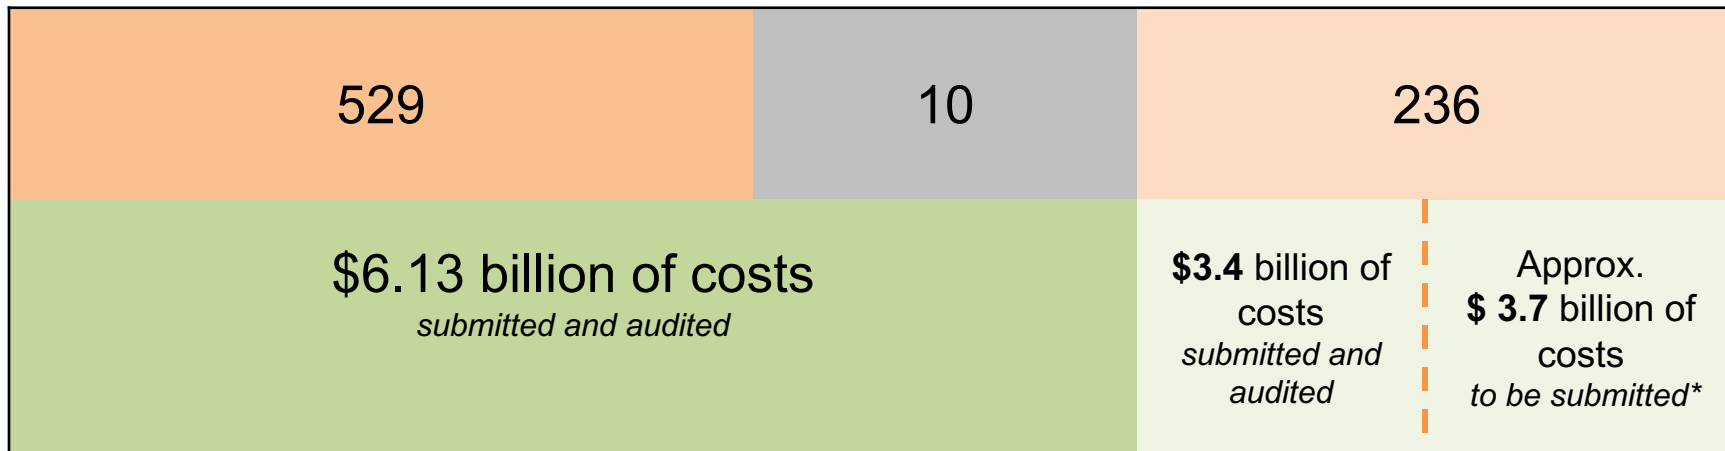 529
10
236
$6.13 billion of costs
submitted and audited
$3.4 billion of
costs
submitted and
audited
Approx.
$ 3.7 billion of
costs
to be submitted*